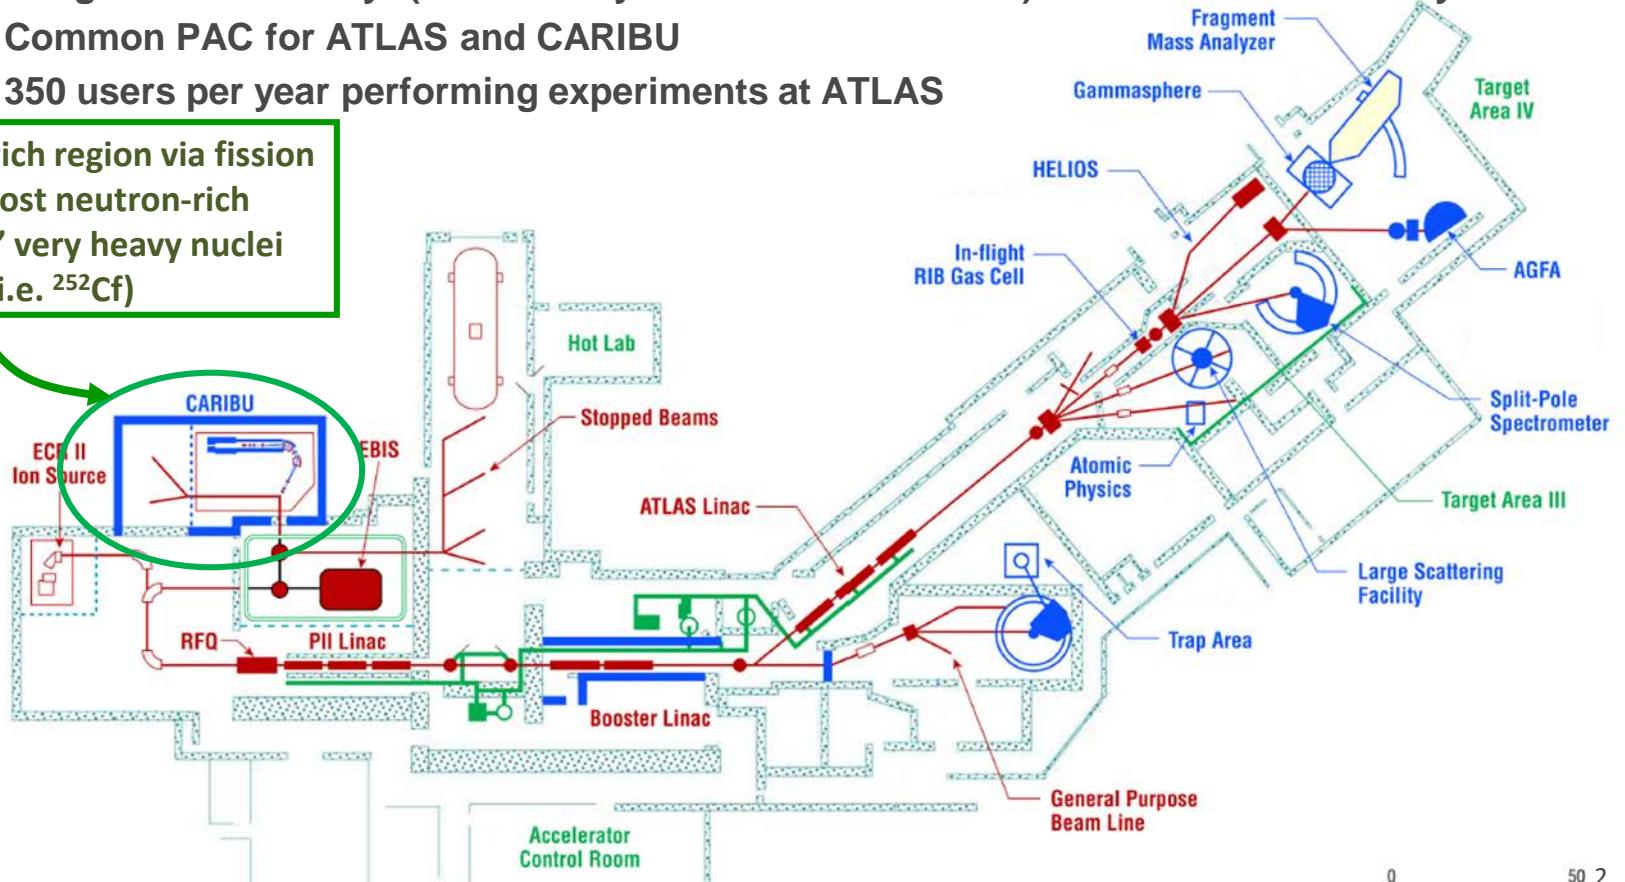 Common PAC for ATLAS and CARIBU
350 users per year performing experiments at ATLAS
rich region via fission
ost neutron-rich
very heavy nuclei
i.e. ²⁵²Cf)
Fragment
Mass Analyzer
Gammasphere
Target
Area IV
HELIOS
In-flight
RIB Gas Cell
AGFA
Hot Lab
CARIBU
Stopped Beams
Split-Pole
Spectrometer
ECR II
Ion Source
EBIS
Atomic
Physics
ATLAS Linac
Target Area III
Large Scattering
Facility
RFQ
PII Linac
Trap Area
Booster Linac
General Purpose
Beam Line
Accelerator
Control Room
0
50
2